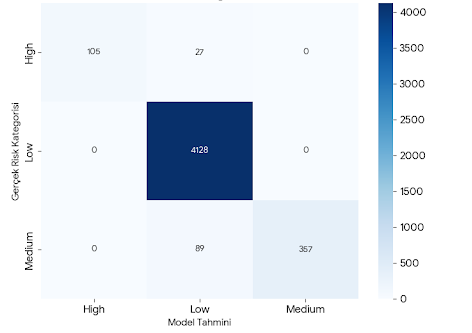 High
105
27
0
Low
0
4128
0
Medium
0
89
357
High
Low
Medium
Gerçek Risk Kategorisi
Model Tahmini
4000
3500
3000
2500
2000
1500
1000
500
0